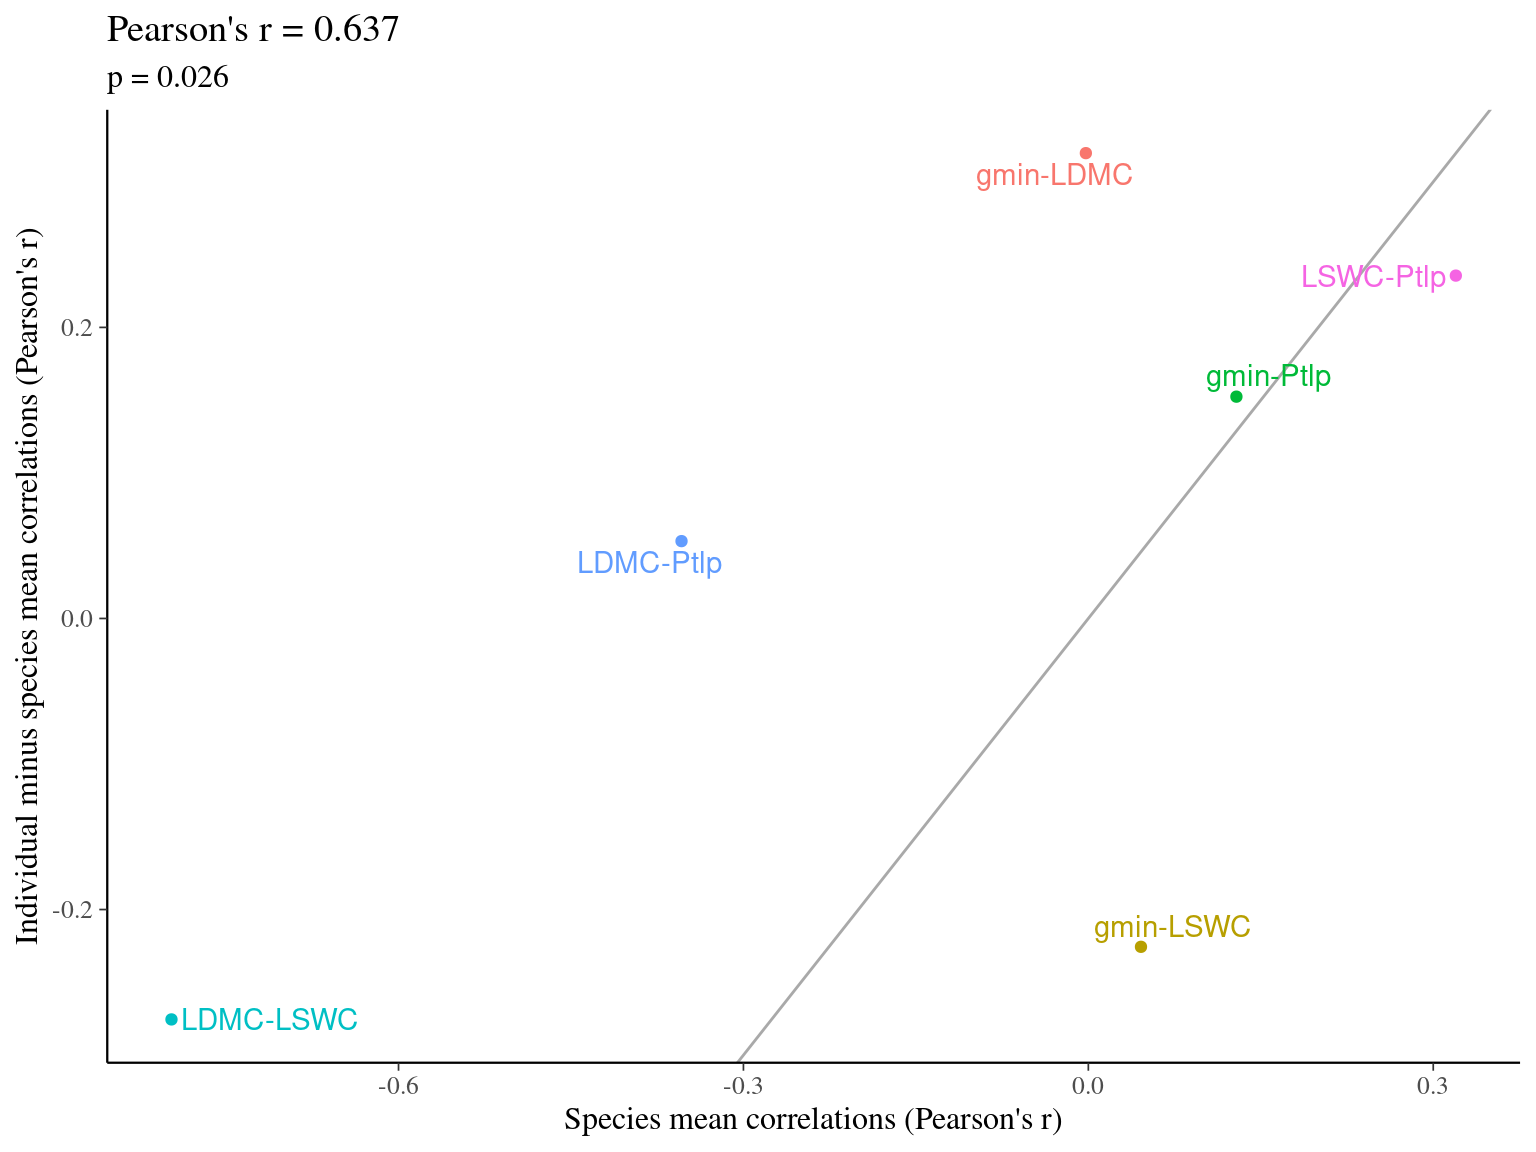 Pearson's r = 0.637
p = 0.026
gmin-LDMC
LSWC-Ptlp
gmin-Ptlp
LDMC-Ptlp
gmin-LSWC
LDMC-LSWC
0.2
0.0
-0.2
-0.6
-0.3
0.0
0.3
Species mean correlations (Pearson's r)
Individual minus species mean correlations (Pearson's r)